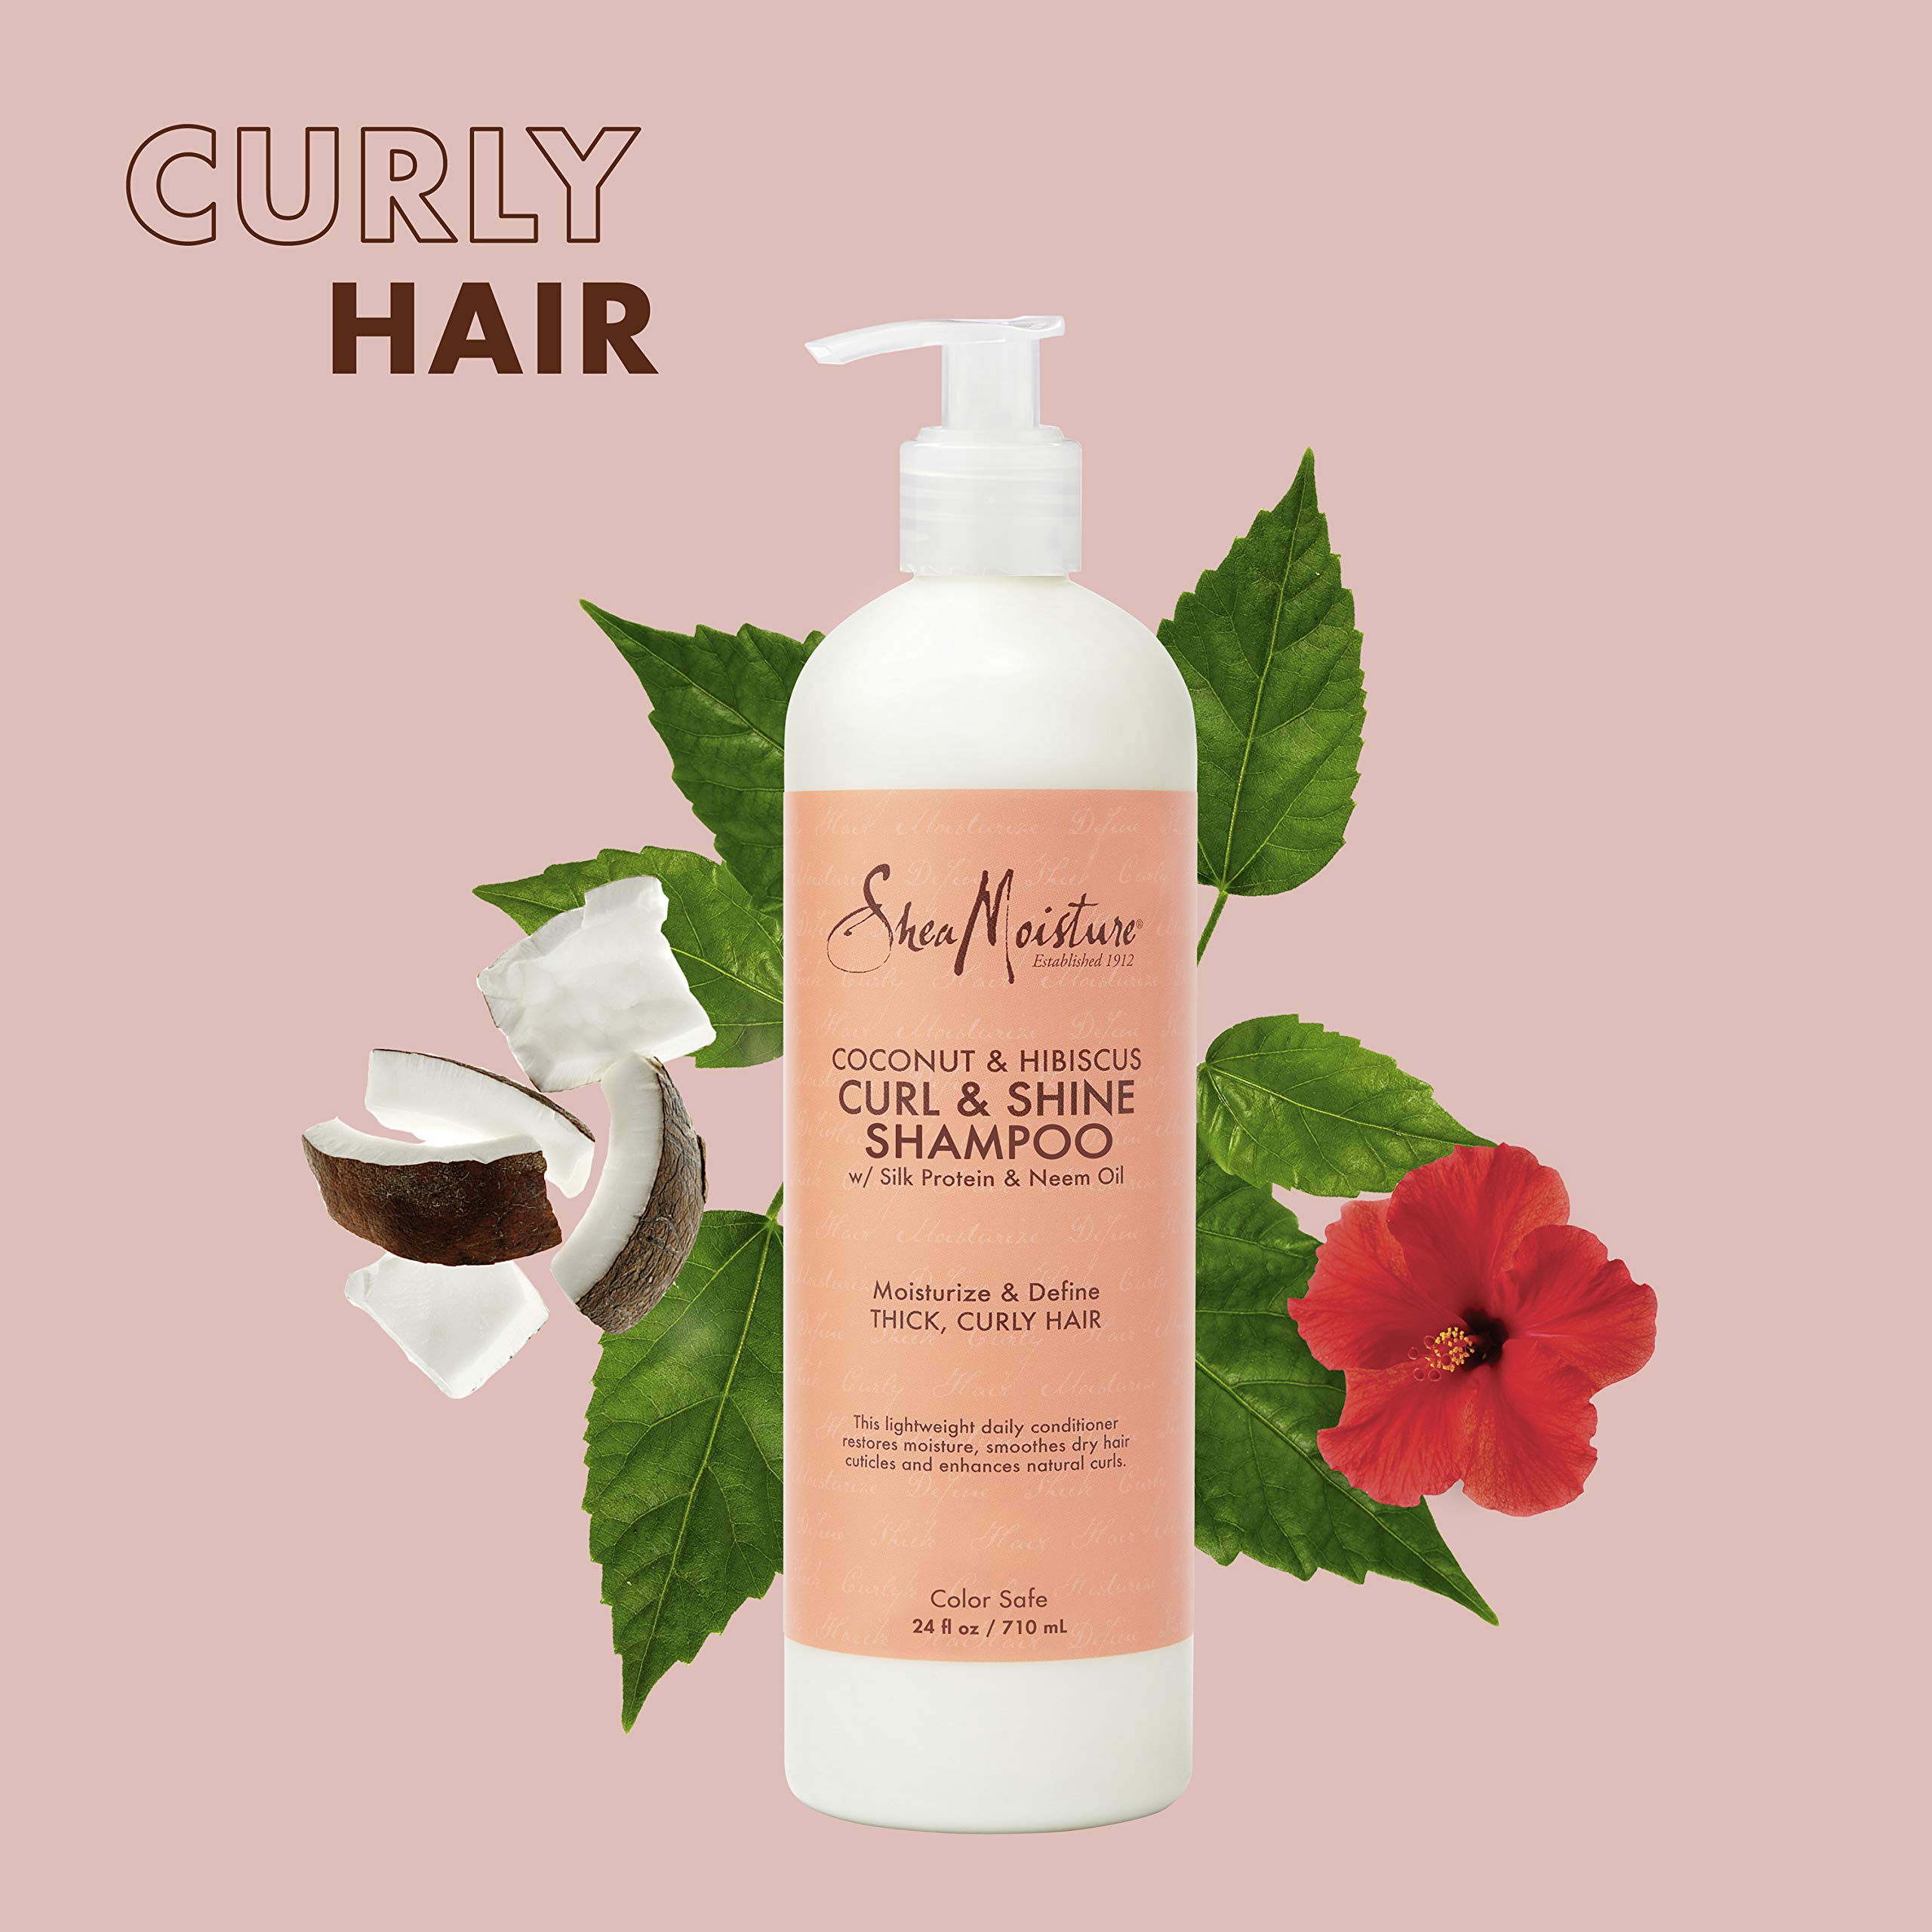 CURLY
HAIR
SheaMoisture®
Established 1912
COCONUT & HIBISCUS
CURL & SHINE
SHAMPOO
w/ Silk Protein & Neem Oil
Moisturize & Define
THICK, CURLY HAIR
This lightweight daily conditioner
restores moisture, smoothes dry hair
cuticles and enhances natural curls.
Color Safe
24 fl oz / 710 mL